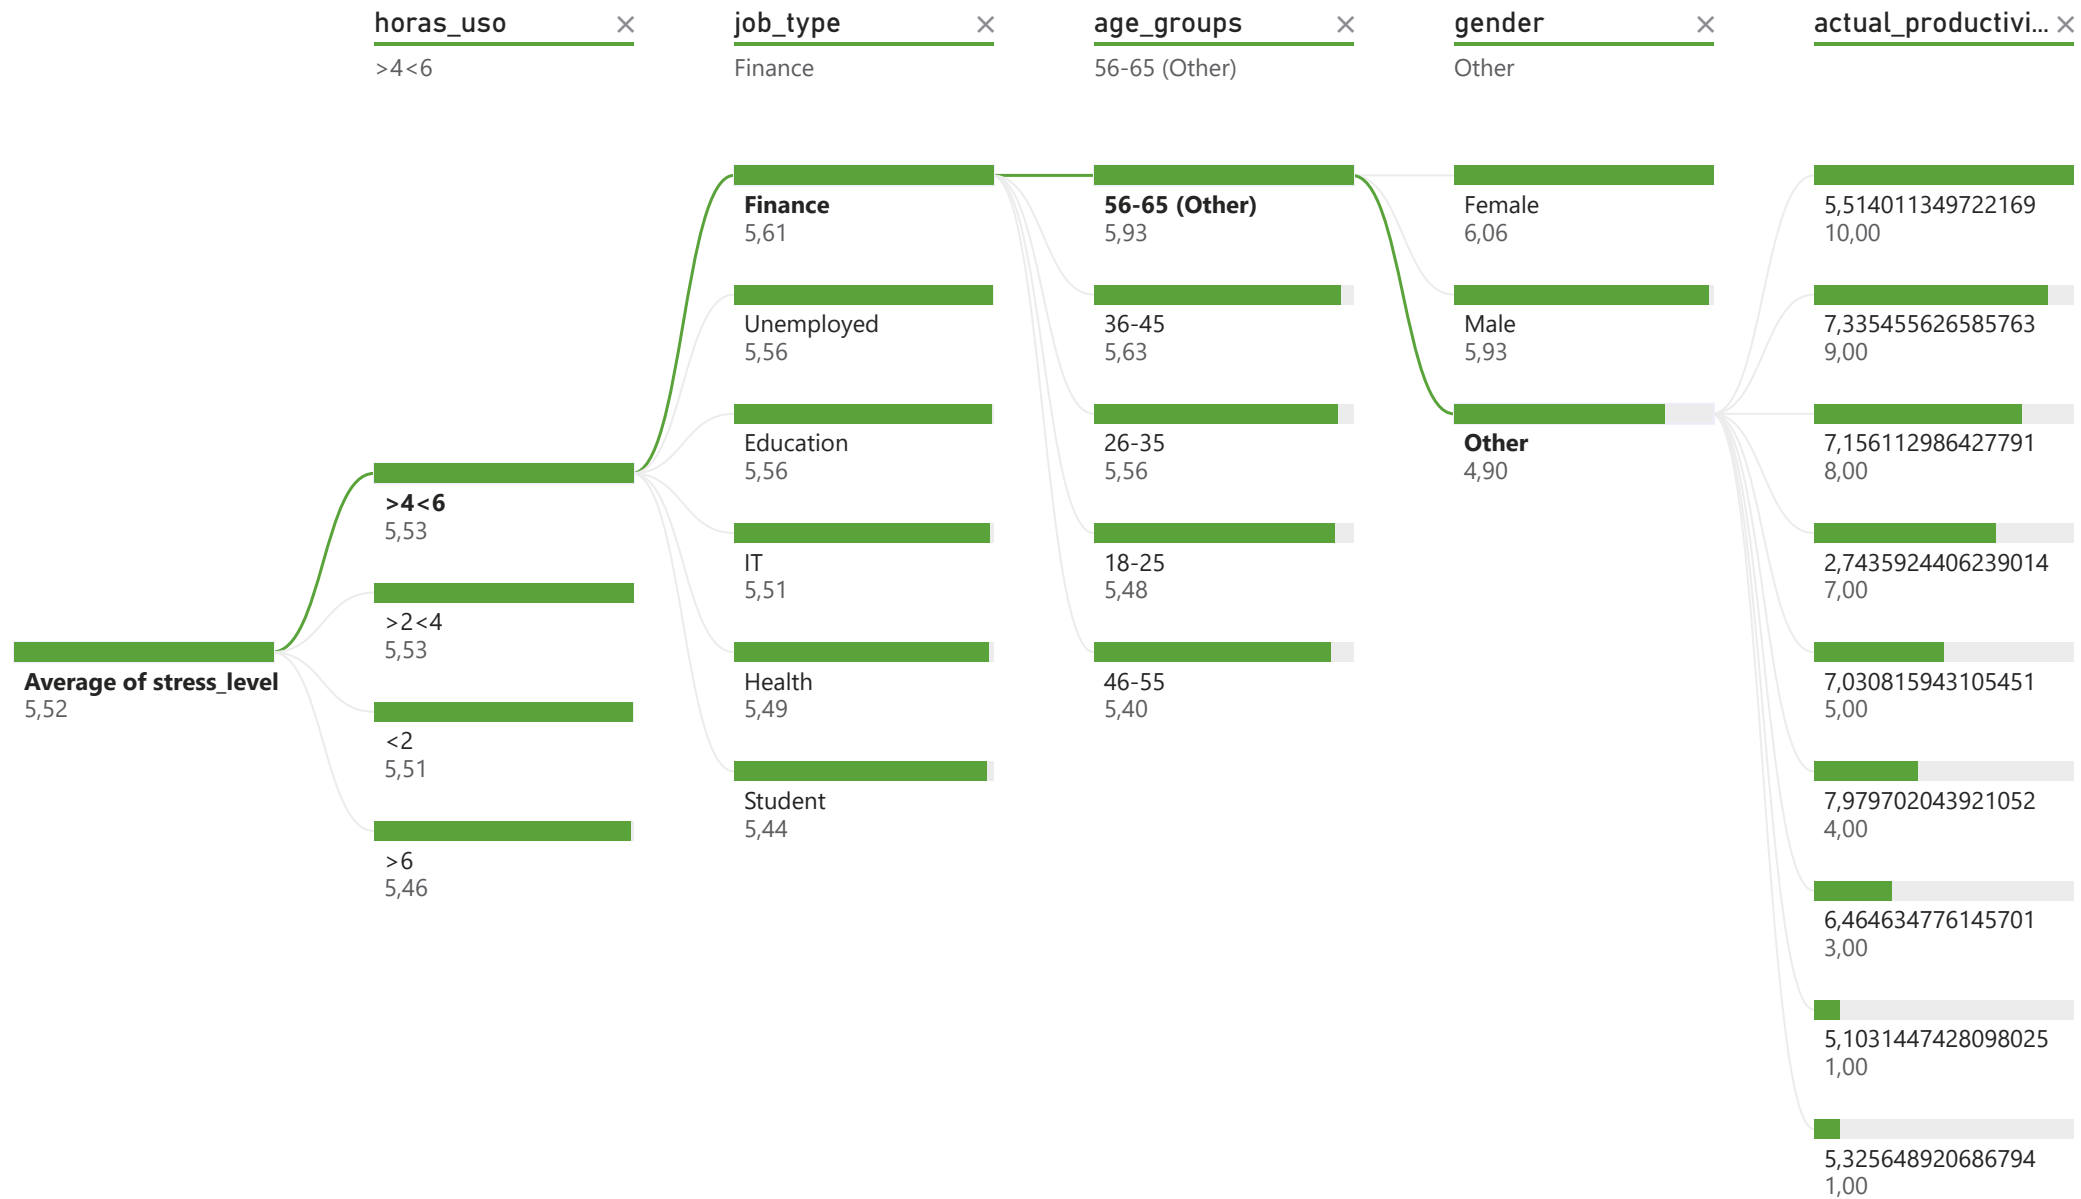 horas_uso
>4<6
job_type
Finance
age_groups
56-65 (Other)
gender
Other
actual_productivi...
Average of stress_level
5,52
>4<6
5,53
>2<4
5,53
<2
5,51
>6
5,46
Finance
5,61
Unemployed
5,56
Education
5,56
IT
5,51
Health
5,49
Student
5,44
56-65 (Other)
5,93
36-45
5,63
26-35
5,56
18-25
5,48
46-55
5,40
Female
6,06
Male
5,93
Other
4,90
5,514011349722169
10,00
7,335455626585763
9,00
7,156112986427791
8,00
2,7435924406239014
7,00
7,030815943105451
5,00
7,979702043921052
4,00
6,464634776145701
3,00
5,1031447428098025
1,00
5,325648920686794
1,00